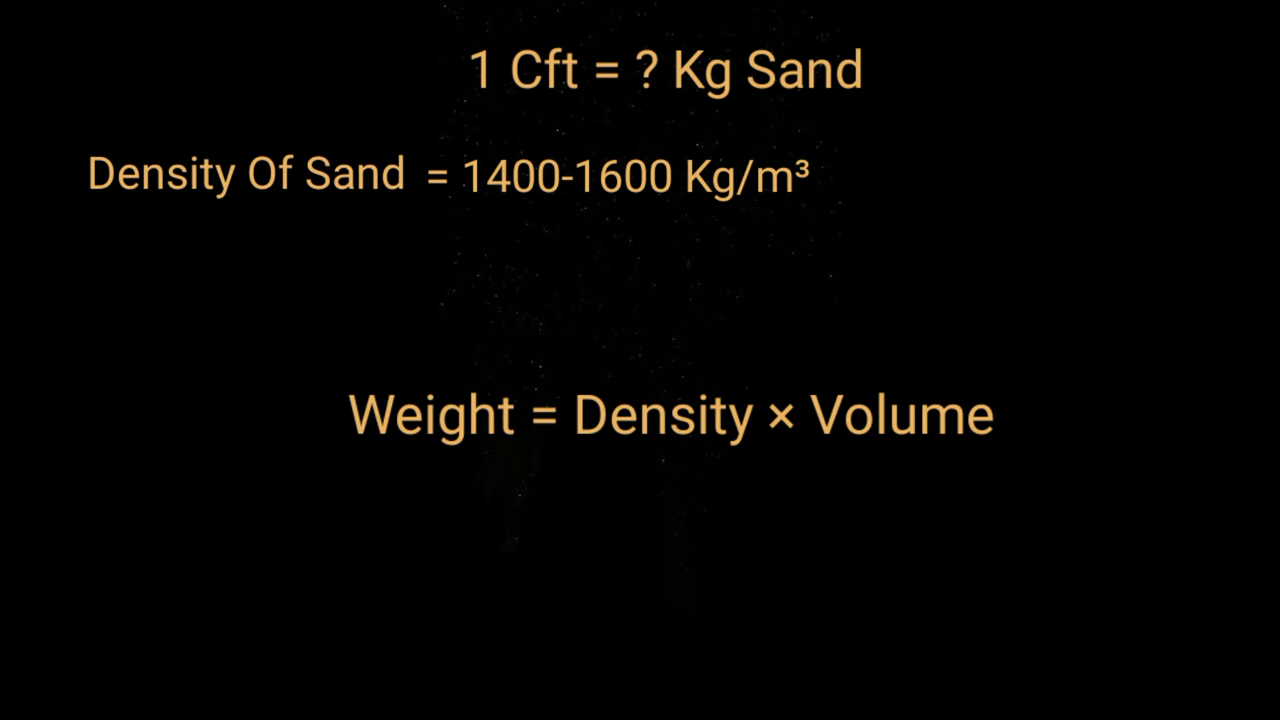 1 Cft = ? Kg Sand
Density Of Sand = 1400-1600 Kg/m³
Weight = Density × Volume